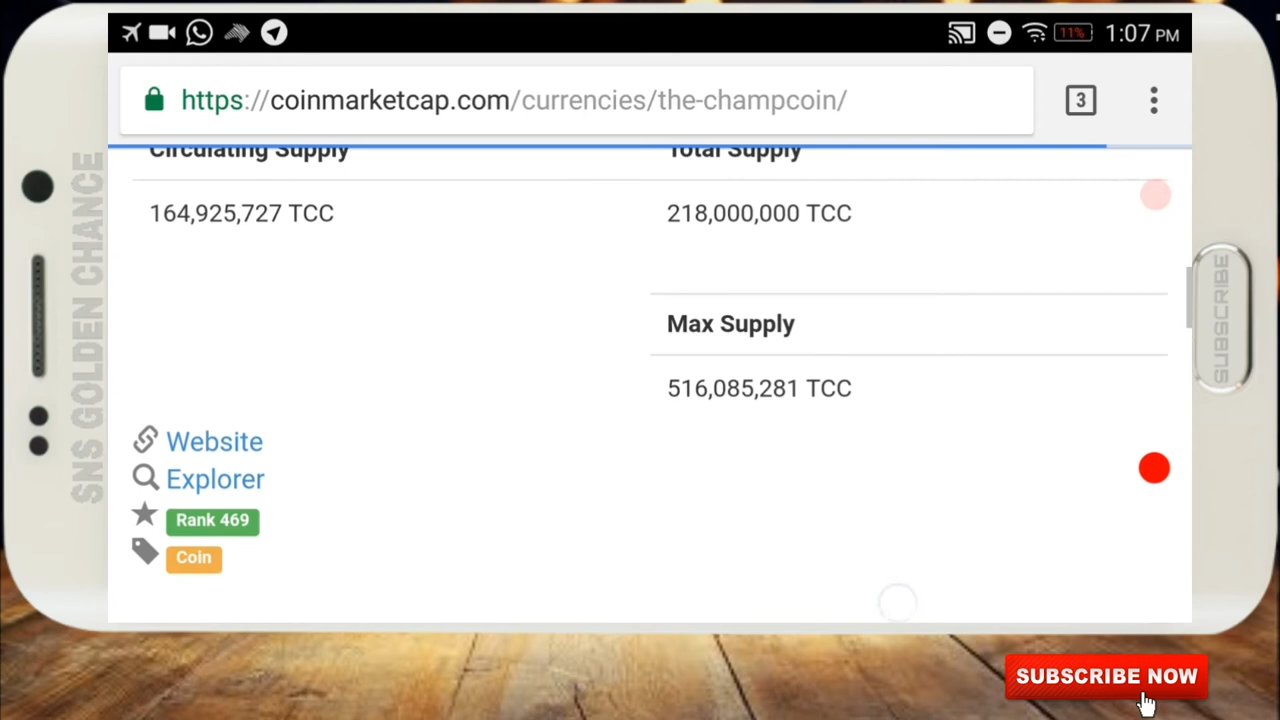 11% 1:07 PM
https://coinmarketcap.com/currencies/the-champcoin/
3
Circulating Supply
Total Supply
164,925,727 TCC
218,000,000 TCC
Max Supply
516,085,281 TCC
Website
Explorer
Rank 469
Coin
SNS GOLDEN CHANCE
SUBSCRIBE
SUBSCRIBE NOW